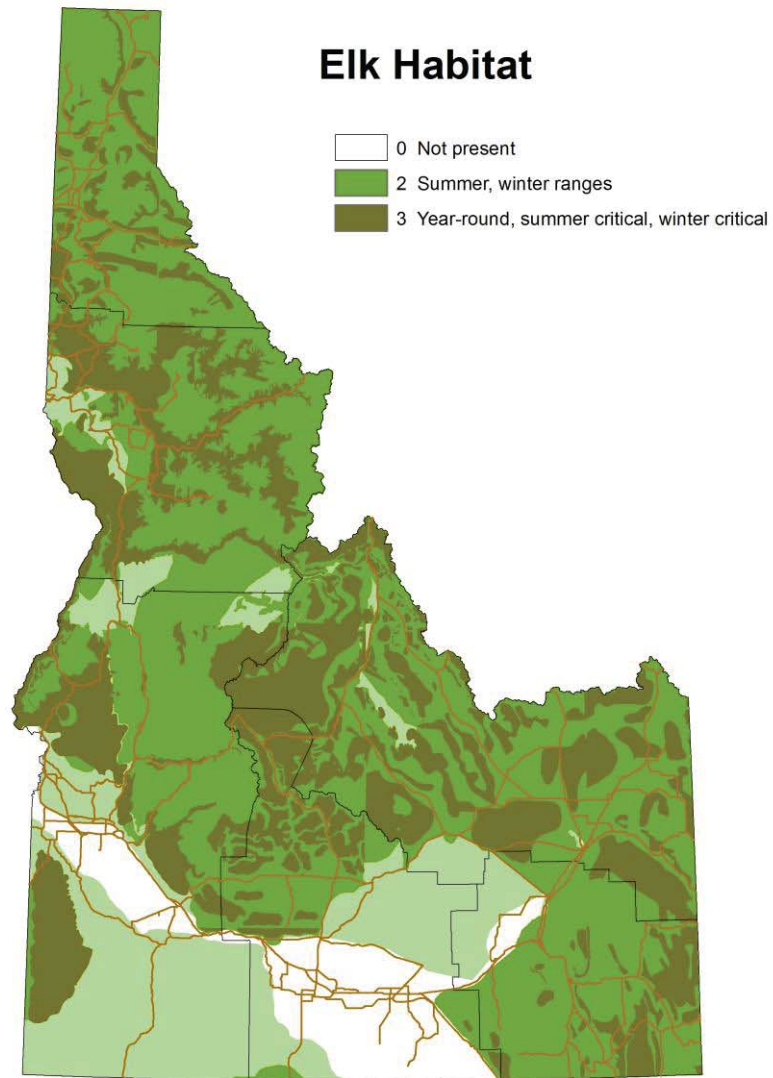 Elk Habitat
0 Not present
2 Summer, winter ranges
3 Year-round, summer critical, winter critical